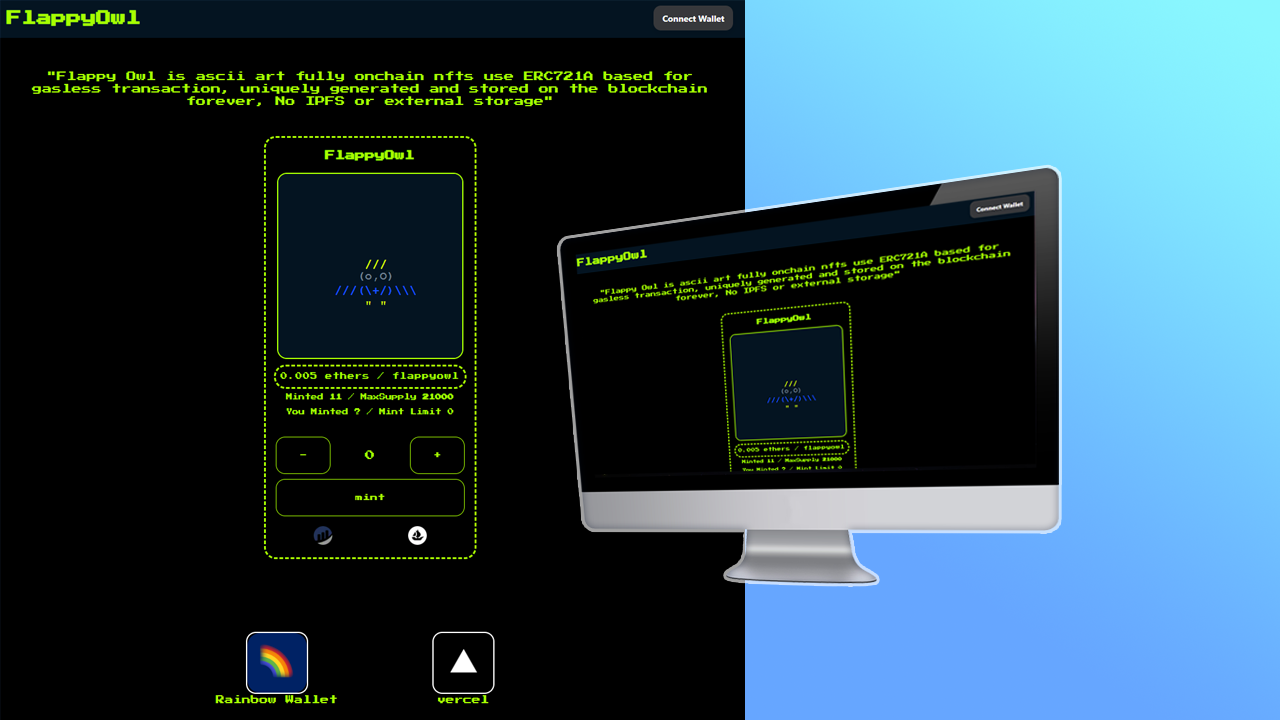 FlappyOwl
Connect Wallet
"Flappy Owl is ascii art fully onchain nfts use ERC721A based for
gasless transaction, uniquely generated and stored on the blockchain
forever, No IPFS or external storage"
FlappyOwl
///
(o,O)
///(\+/)\\\
" "
0.005 ethers / flappyowl
Minted 11 / MaxSupply 21000
You Minted ? / Mint Limit 0
-
0
+
mint
Rainbow Wallet
vercel
Connect Wallet
FlappyOwl
"Flappy Owl is ascii art fully onchain nfts use ERC721A based for
gasless transaction, uniquely generated and stored on the blockchain
forever, No IPFS or external storage"
FlappyOwl
///
(o,O)
///(\+/)\\\
" "
0.005 ethers / flappyowl
Minted 11 / MaxSupply 21000
You Minted ? / Mint Limit 0